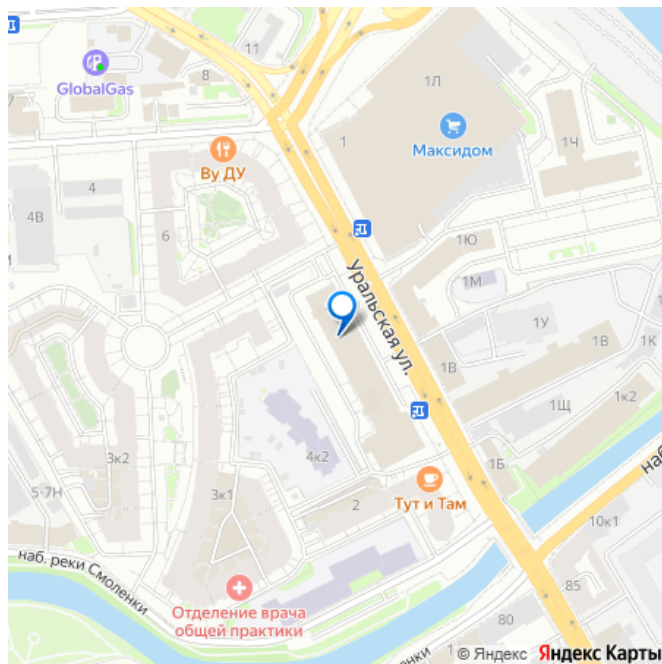 11
GlobalGas
8
7
1Л
1
Максидом
1Ч
Ву ДУ
4
4В
6
и
1Ю
1М
Уральская ул.
1У
1В
1К
1В
1к2
1Щ
3к2
4к2
1Б
наб
5-7Н
3к1
2
Тут и Там
10к1
наб. реки Смоленки
85
Отделение врача
общей практики
80
ленки
© Яндекс Яндекс Карты